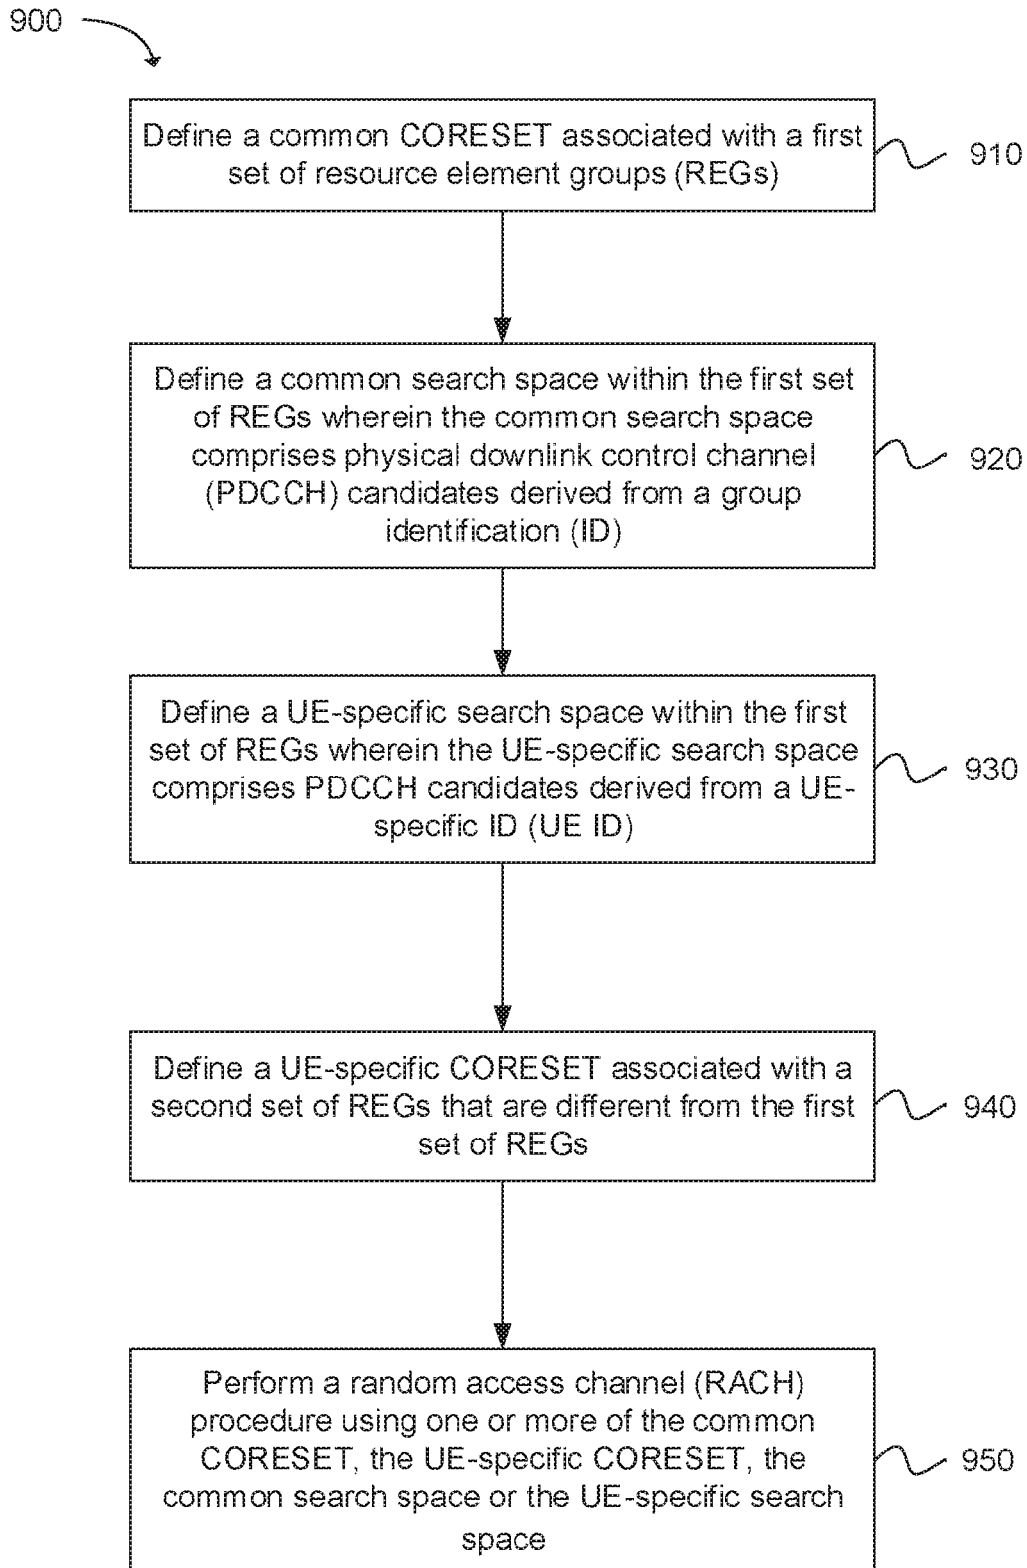 900
Define a common CORESET associated with a first
set of resource element groups (REGs)
910
Define a common search space within the first set
of REGs wherein the common search space
comprises physical downlink control channel
(PDCCH) candidates derived from a group
identification (ID)
920
Define a UE-specific search space within the first
set of REGs wherein the UE-specific search space
comprises PDCCH candidates derived from a UE-
specific ID (UE ID)
930
Define a UE-specific CORESET associated with a
second set of REGs that are different from the first
set of REGs
940
Perform a random access channel (RACH)
procedure using one or more of the common
CORESET, the UE-specific CORESET, the
common search space or the UE-specific search
space
950